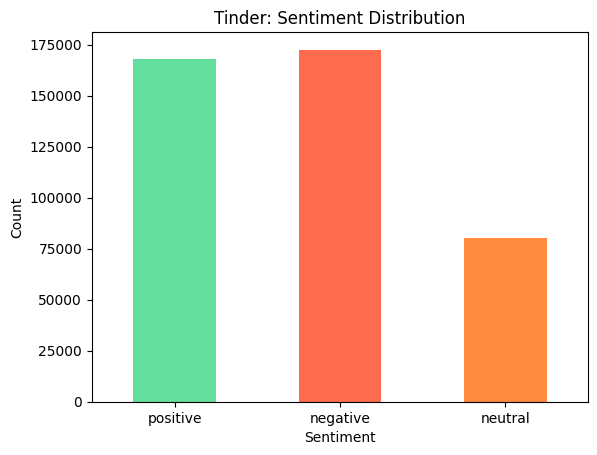 Tinder: Sentiment Distribution
175000
150000
125000
100000
75000
50000
25000
0
Count
positive negative neutral
Sentiment